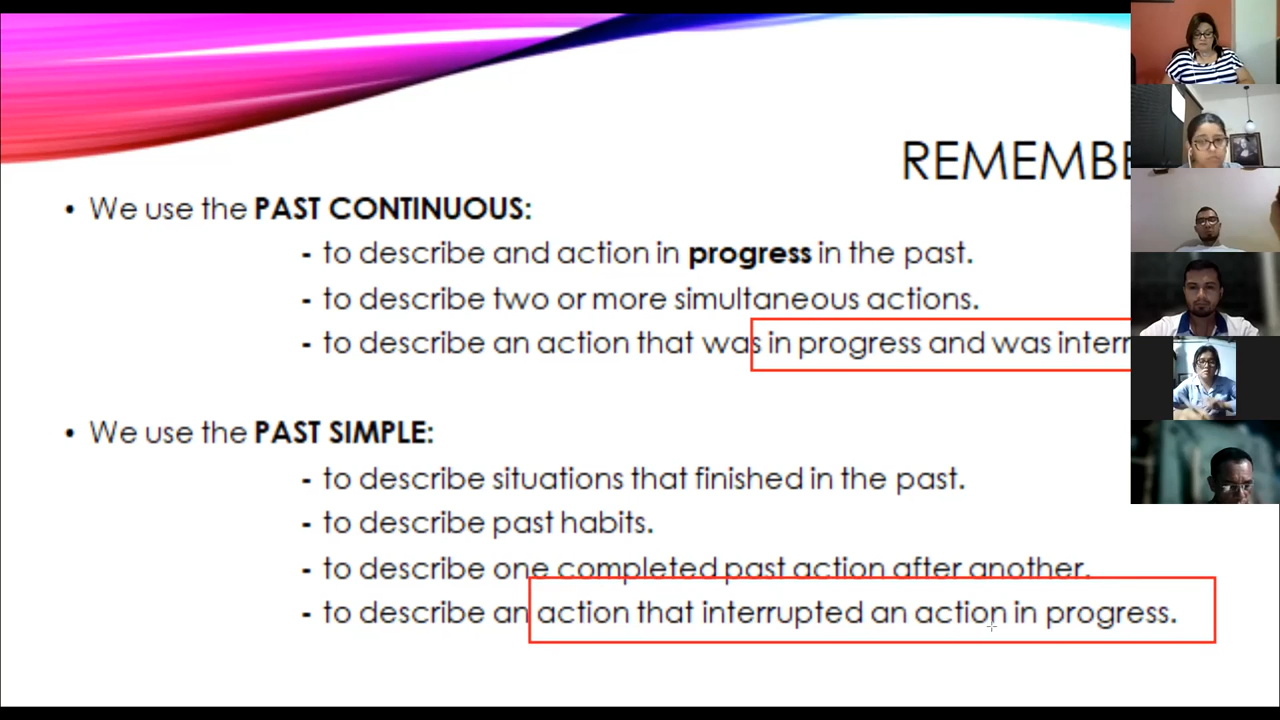 REMEMBE
• We use the PAST CONTINUOUS:
- to describe and action in progress in the past.
- to describe two or more simultaneous actions.
- to describe an action that was in progress and was interr
• We use the PAST SIMPLE:
- to describe situations that finished in the past.
- to describe past habits.
- to describe one completed past action after another.
- to describe an action that interrupted an action in progress.